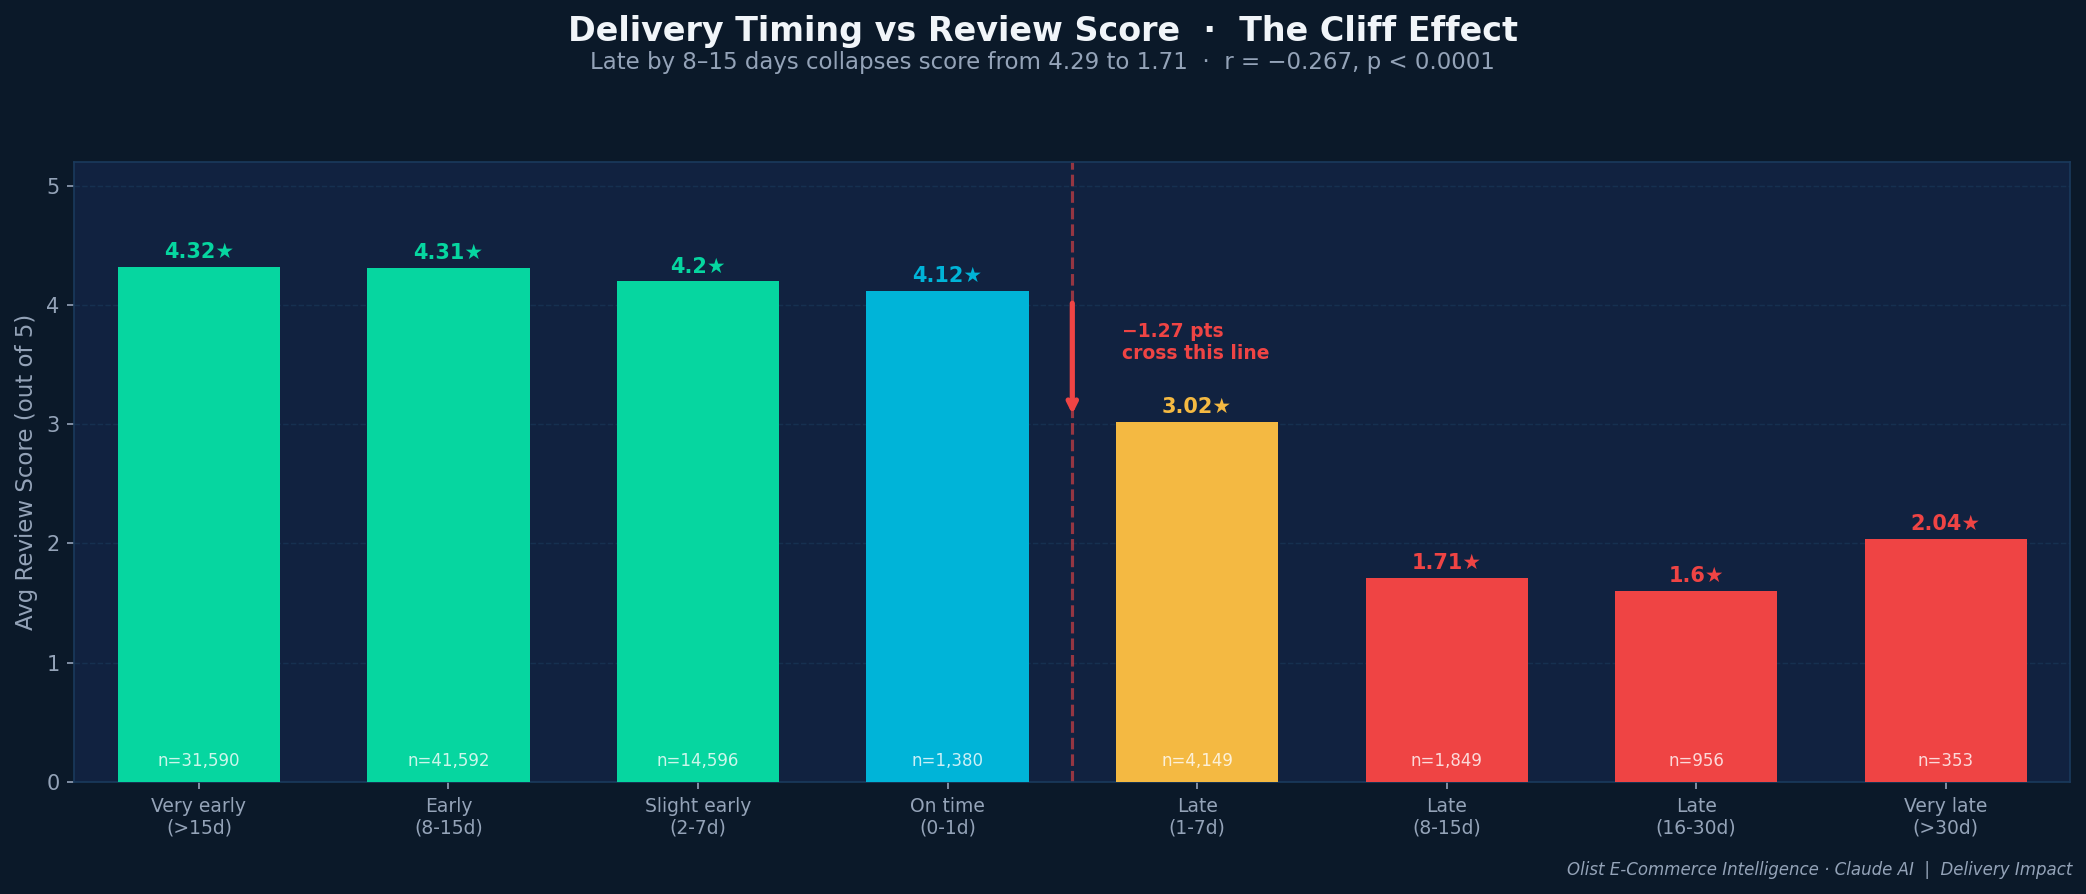 Delivery Timing vs Review Score · The Cliff Effect
Late by 8–15 days collapses score from 4.29 to 1.71 · r = −0.267, p < 0.0001
Avg Review Score (out of 5)
5
4
3
2
1
0
4.32★
4.31★
4.2★
4.12★
−1.27 pts
cross this line
3.02★
1.71★
1.6★
2.04★
n=31,590
n=41,592
n=14,596
n=1,380
n=4,149
n=1,849
n=956
n=353
Very early
(>15d)
Early
(8-15d)
Slight early
(2-7d)
On time
(0-1d)
Late
(1-7d)
Late
(8-15d)
Late
(16-30d)
Very late
(>30d)
Olist E-Commerce Intelligence · Claude AI | Delivery Impact